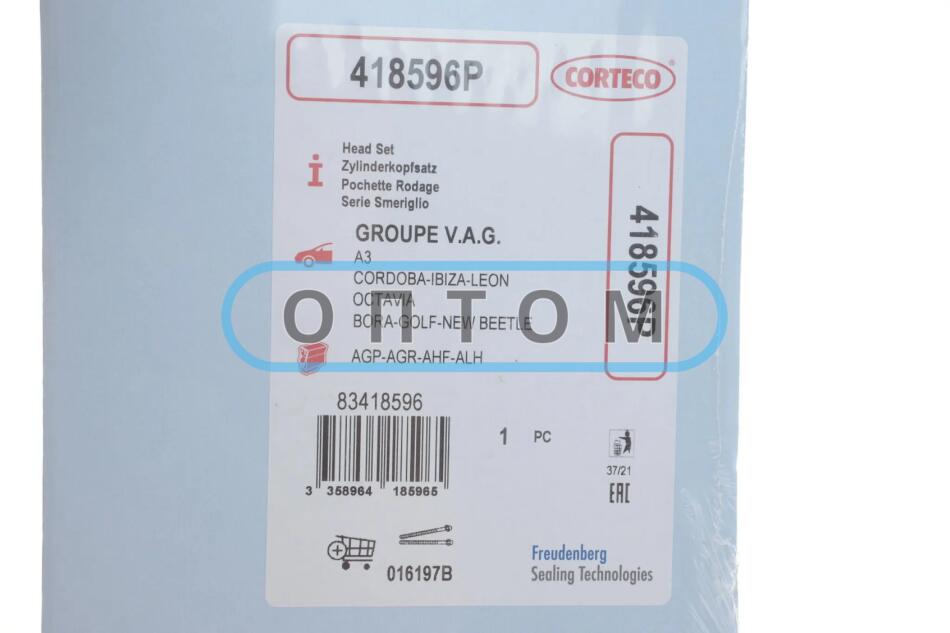 418596P
CORTECO
Head Set
Zylinderkopfsatz
Pochette Rodage
Serie Smeriglio
418596P
GROUPE V.A.G.
A3
CORDOBA-IBIZA-LEON
OCTAVIA
BORA-GOLF-NEW BEETLE
ОПТОМ
AGP-AGR-AHF-ALH
83418596
1 PC
3 358964 185965
37/21
EAC
016197B
Freudenberg
Sealing Technologies